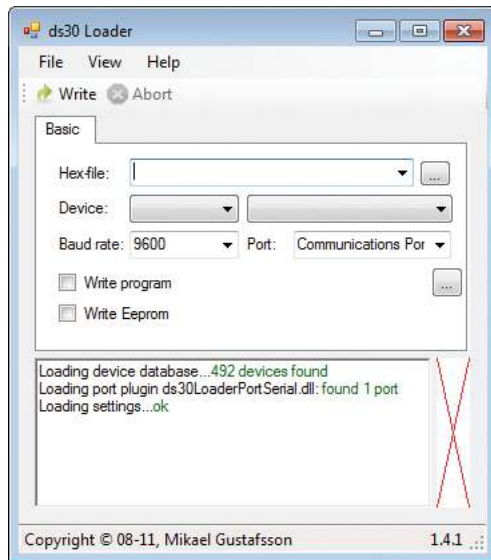 ds30 Loader
File View Help
Write Abort
Basic
Hex-file: ...
Device:
Baud rate: 9600 Port: Communications Por
Write program ...
Write Eeprom
Loading device database...492 devices found
Loading port plugin ds30LoaderPortSerial.dll: found 1 port
Loading settings...ok
Copyright © 08-11, Mikael Gustafsson 1.4.1